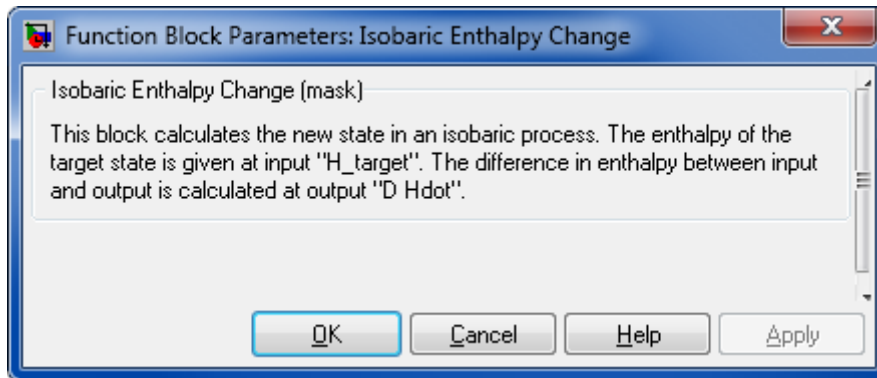 Function Block Parameters: Isobaric Enthalpy Change
Isobaric Enthalpy Change (mask)
This block calculates the new state in an isobaric process. The enthalpy of the
target state is given at input "H_target". The difference in enthalpy between input
and output is calculated at output "D Hdot".
OK Cancel Help Apply